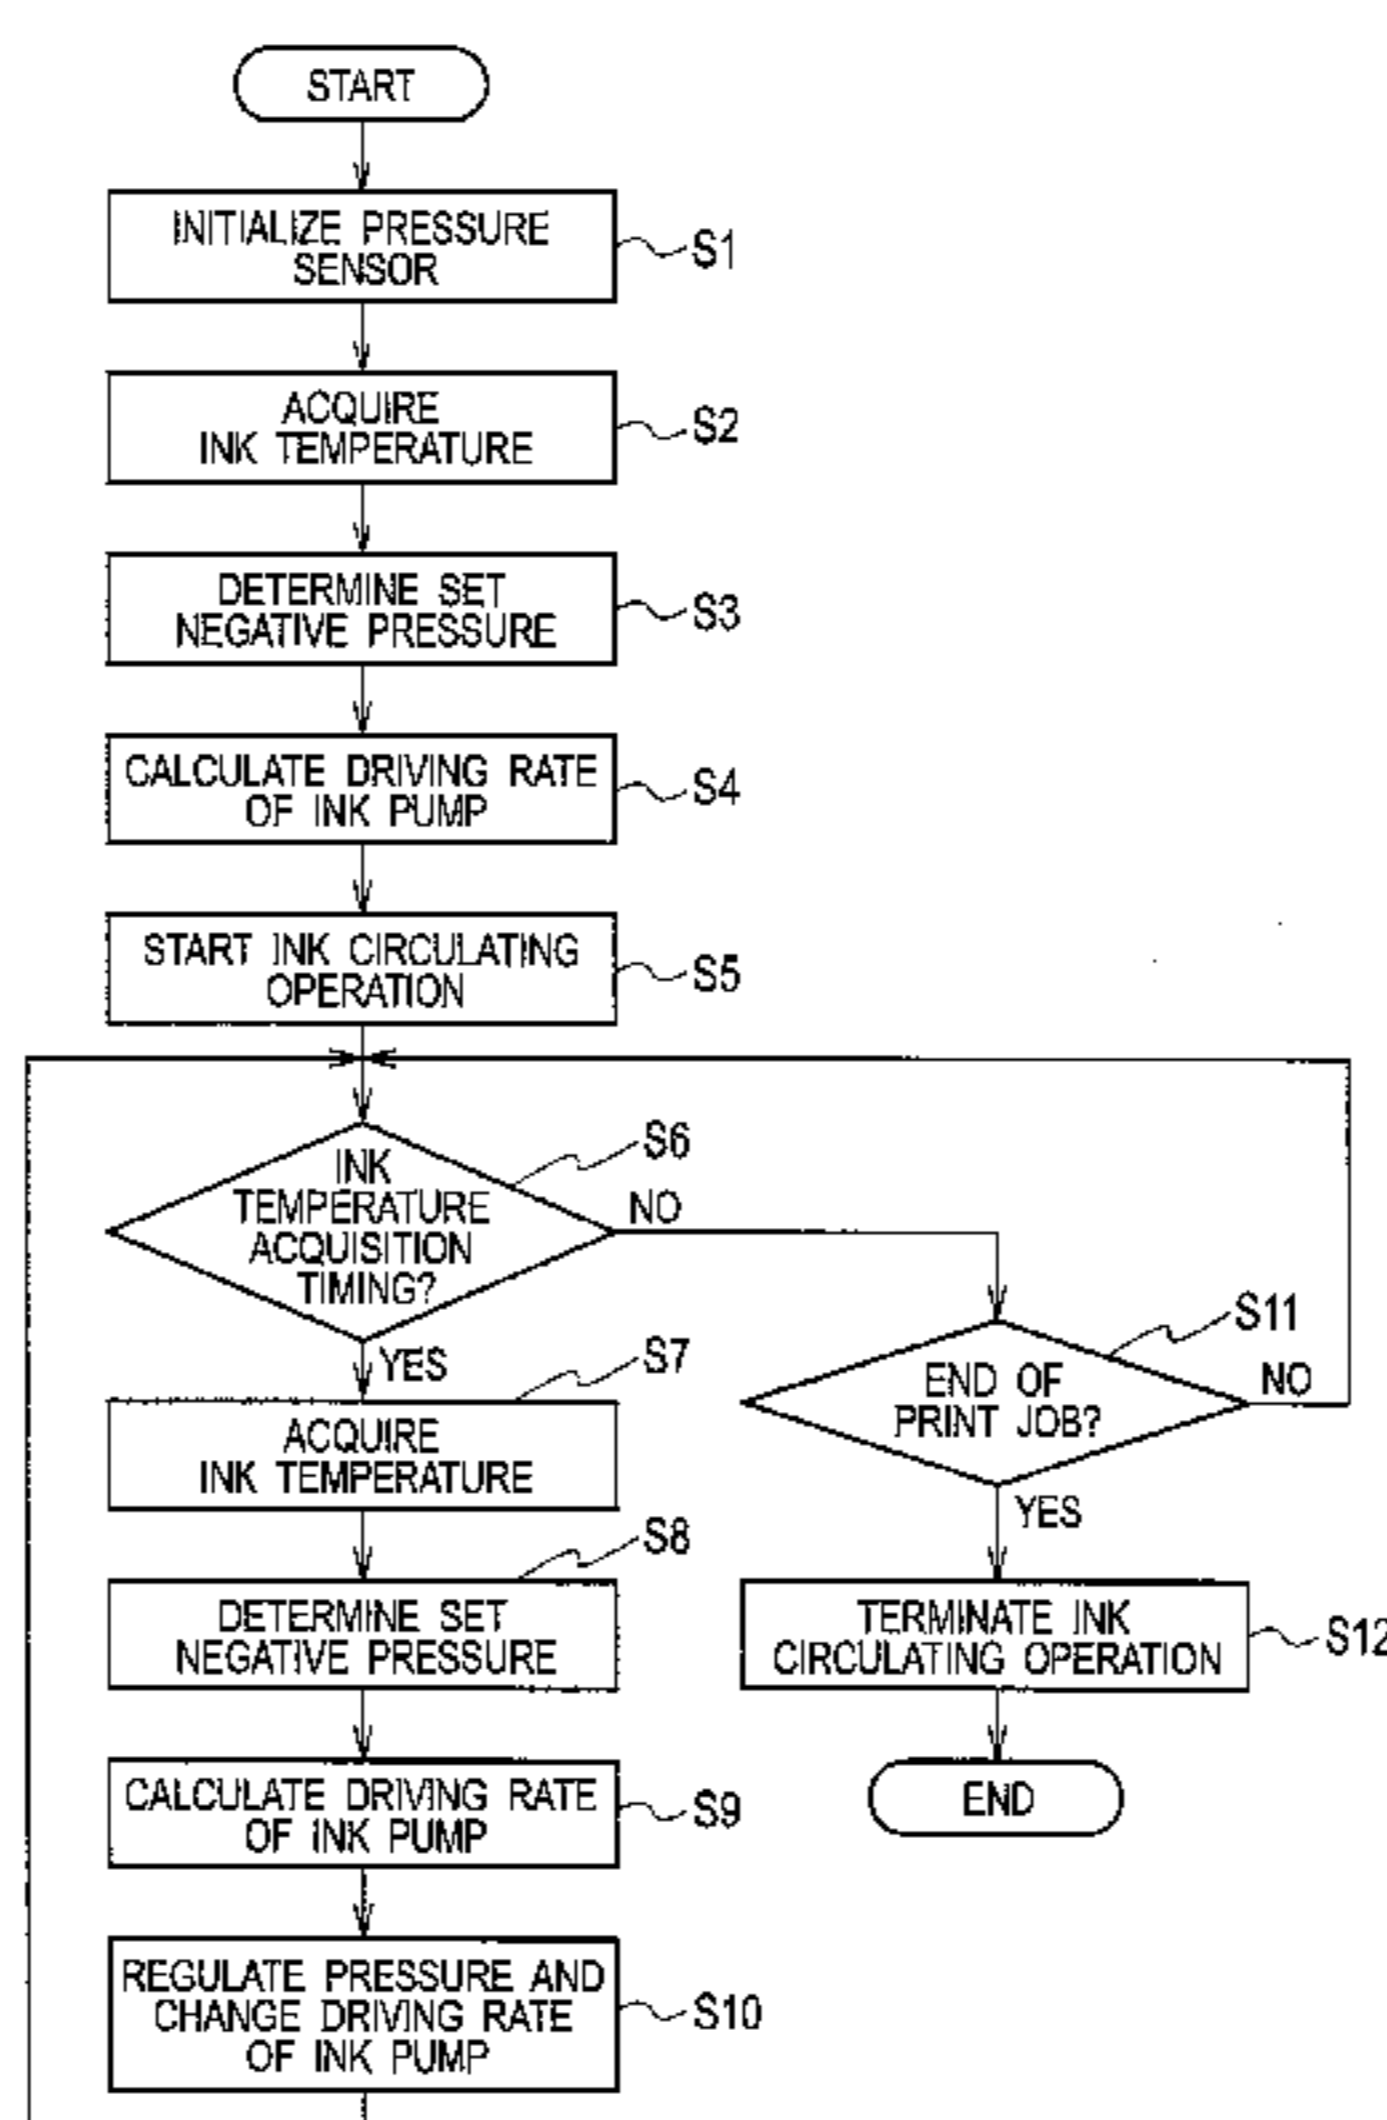 START
INITIALIZE PRESSURE
SENSOR
S1
ACQUIRE
INK TEMPERATURE
S2
DETERMINE SET
NEGATIVE PRESSURE
S3
CALCULATE DRIVING RATE
OF INK PUMP
S4
START INK CIRCULATING
OPERATION
S5
INK
TEMPERATURE
ACQUISITION
TIMING?
S6
NO
YES
ACQUIRE
INK TEMPERATURE
S7
DETERMINE SET
NEGATIVE PRESSURE
S8
CALCULATE DRIVING RATE
OF INK PUMP
S9
REGULATE PRESSURE AND
CHANGE DRIVING RATE
OF INK PUMP
S10
END OF
PRINT JOB?
S11
NO
YES
TERMINATE INK
CIRCULATING OPERATION
S12
END